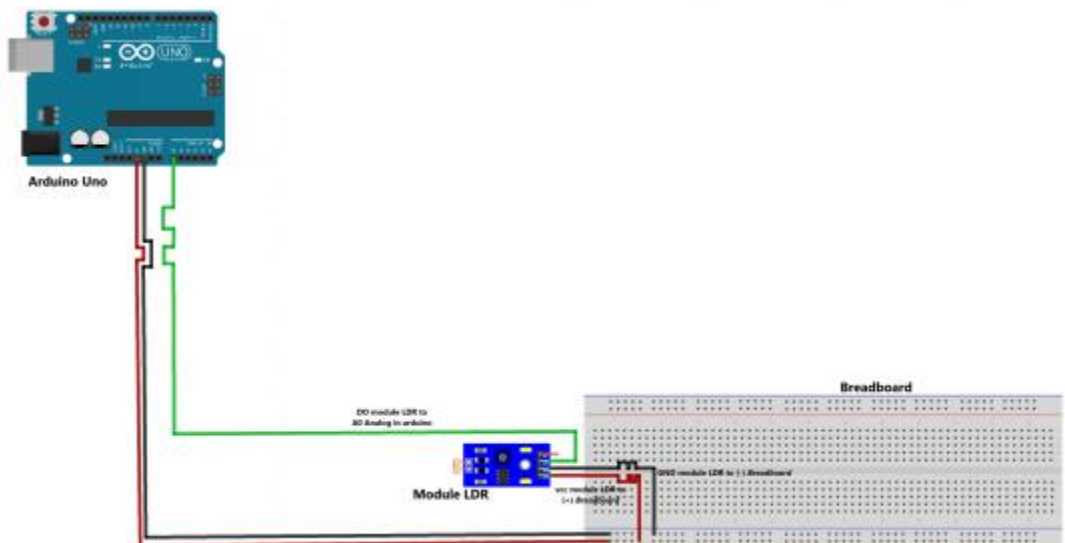 UNO
Arduino Uno
Breadboard
DO module LDR to
A0 Analog in arduino
GND module LDR to (-) Breadboard
Module LDR
vcc module LDR to
(+) Breadboard